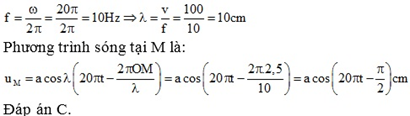 f = ω/2π = 20π/2π = 10Hz ⇒ λ = v/f = 100/10 = 10cm
Phương trình sóng tại M là:
u_M = a cosλ(20πt − 2πOM/λ) = a cos(20πt − 2π.2,5/10) = a cos(20πt − π/2)cm
Đáp án C.